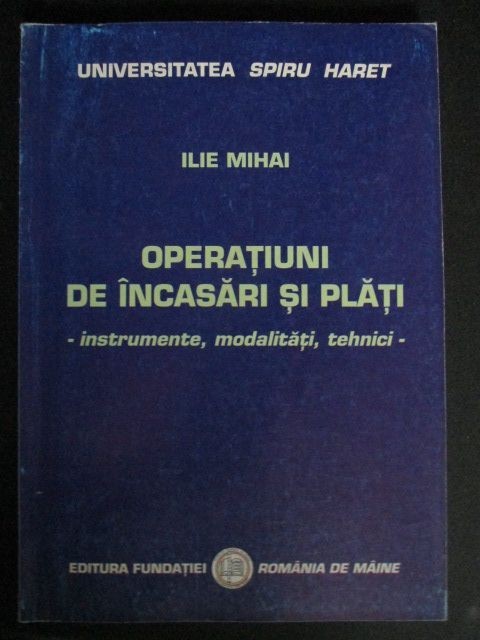 UNIVERSITATEA SPIRU HARET
ILIE MIHAI
OPERAȚIUNI
DE ÎNCASĂRI ȘI PLĂȚI
- instrumente, modalități, tehnici -
EDITURA FUNDAȚIEI ROMÂNIA DE MÂINE